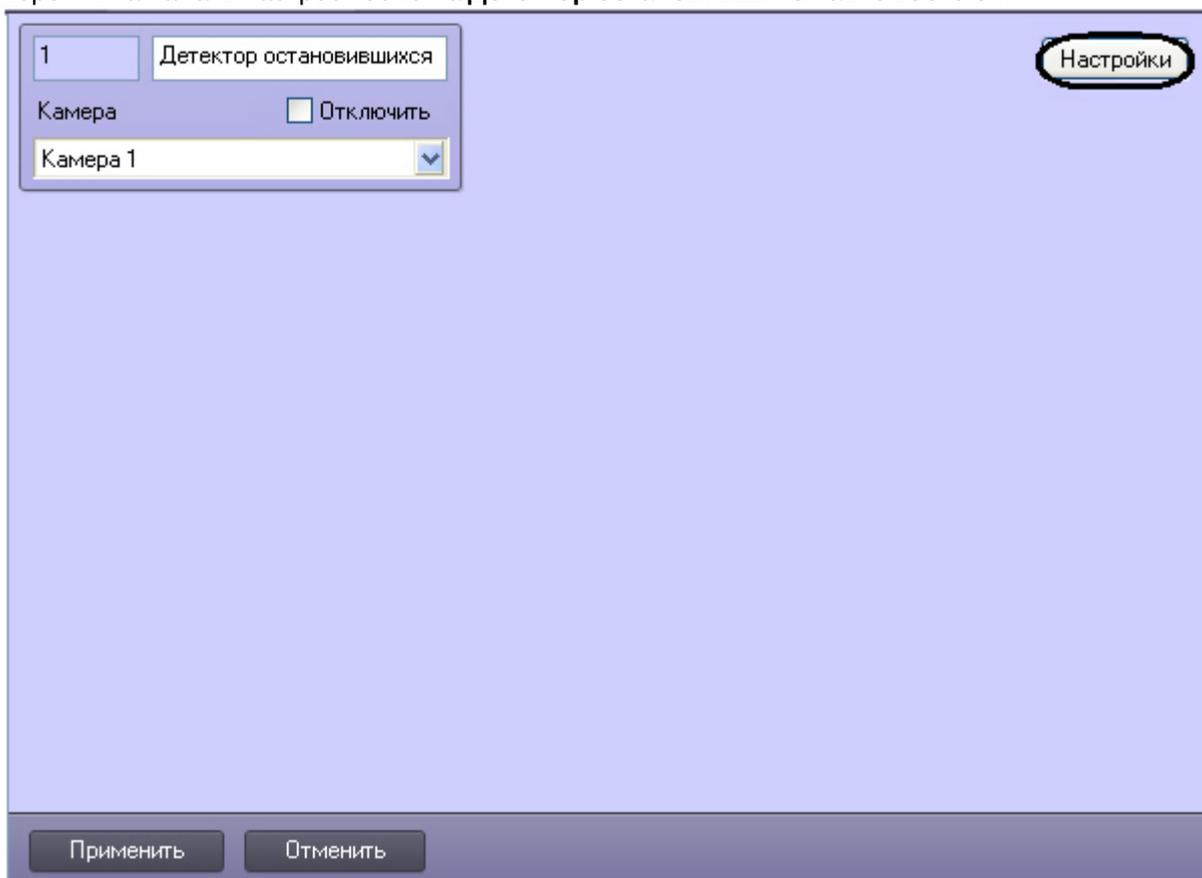 1 Детектор остановившихся Настройки
Камера Отключить
Камера 1
Применить Отменить